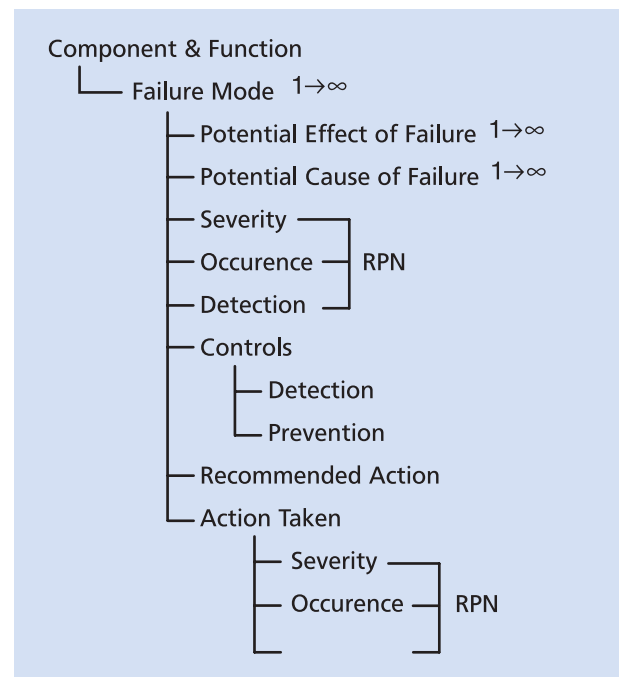 Component & Function
Failure Mode 1→∞
Potential Effect of Failure 1→∞
Potential Cause of Failure 1→∞
Severity
Occurence RPN
Detection
Controls
Detection
Prevention
Recommended Action
Action Taken
Severity
Occurence RPN